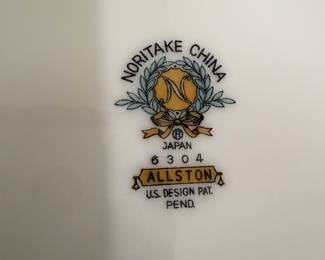 NORITAKE CHINA
N
®
JAPAN
6304
ALLSTON
U.S. DESIGN PAT.
PEND.